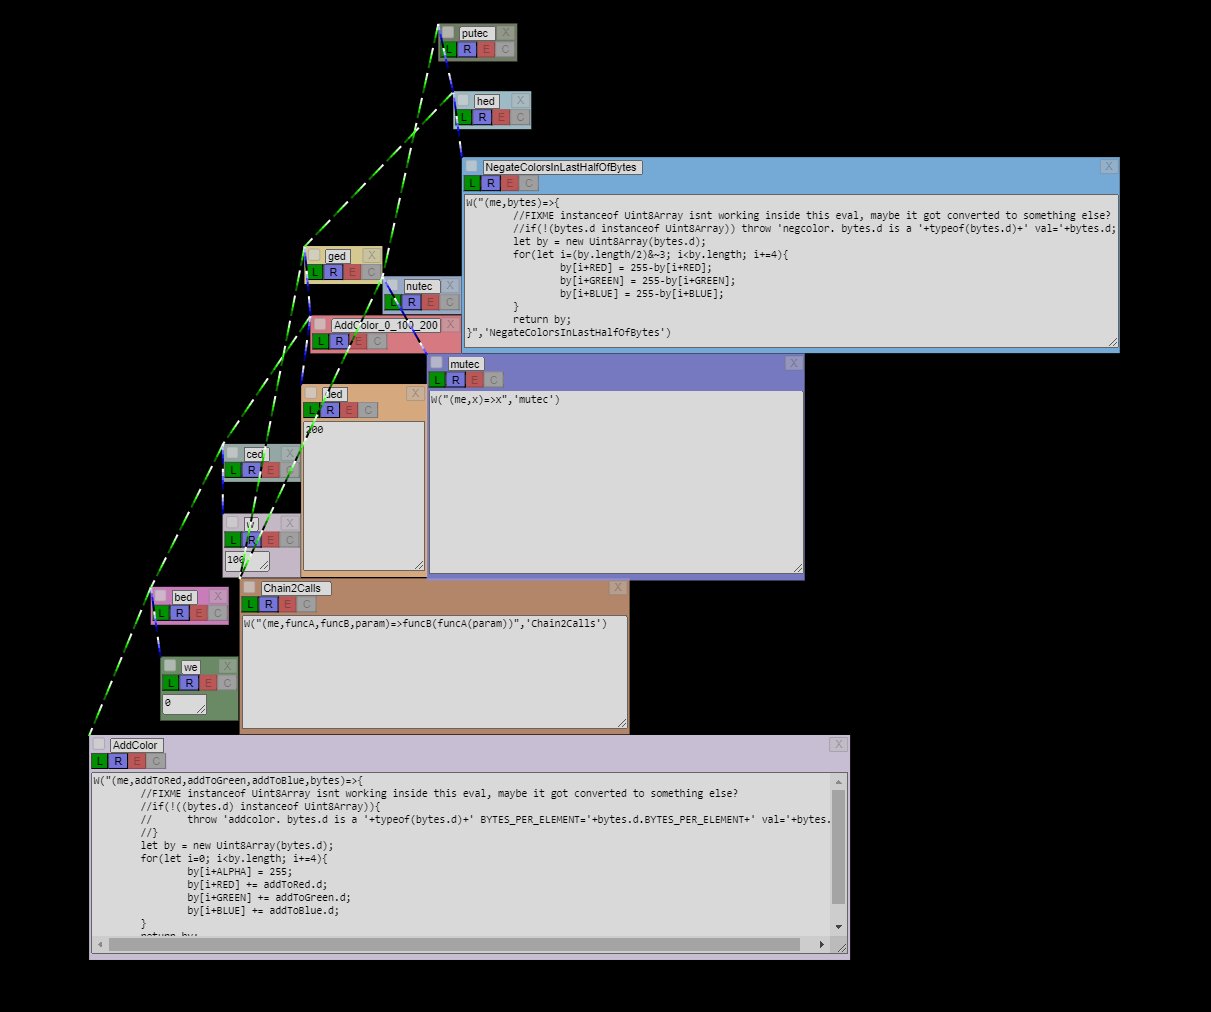 putec X
L R E C
hed X
L R E C
NegateColorsInLastHalfOfBytes X
L R E C
W("(me,bytes)=>{
//FIXME instanceof Uint8Array isnt working inside this eval, maybe it got converted to something else?
//if(!(bytes.d instanceof Uint8Array)) throw 'negcolor. bytes.d is a '+typeof(bytes.d)+' val='+bytes.d;
let by = new Uint8Array(bytes.d);
for(let i=(by.length/2)&~3; i<by.length; i+=4){
by[i+RED] = 255-by[i+RED];
by[i+GREEN] = 255-by[i+GREEN];
by[i+BLUE] = 255-by[i+BLUE];
}
return by;
}",'NegateColorsInLastHalfOfBytes')
ged X
L R E C
nutec X
L R E C
AddColor_0_100_200 X
L R E C
mutec X
L R E C
W("(me,x)=>x",'mutec')
X
L R E C
200
ced X
L R E C
w X
L R E C
100
Chain2Calls X
L R E C
W("(me,funcA,funcB,param)=>funcB(funcA(param))",'Chain2Calls')
bed X
L R E C
we X
L R E C
0
AddColor X
L R E C
W("(me,addToRed,addToGreen,addToBlue,bytes)=>{
//FIXME instanceof Uint8Array isnt working inside this eval, maybe it got converted to something else?
//if(!((bytes.d) instanceof Uint8Array)){
// throw 'addcolor. bytes.d is a '+typeof(bytes.d)+' BYTES_PER_ELEMENT='+bytes.d.BYTES_PER_ELEMENT+' val='+bytes.
//}
let by = new Uint8Array(bytes.d);
for(let i=0; i<by.length; i+=4){
by[i+ALPHA] = 255;
by[i+RED] += addToRed.d;
by[i+GREEN] += addToGreen.d;
by[i+BLUE] += addToBlue.d;
}
return by;